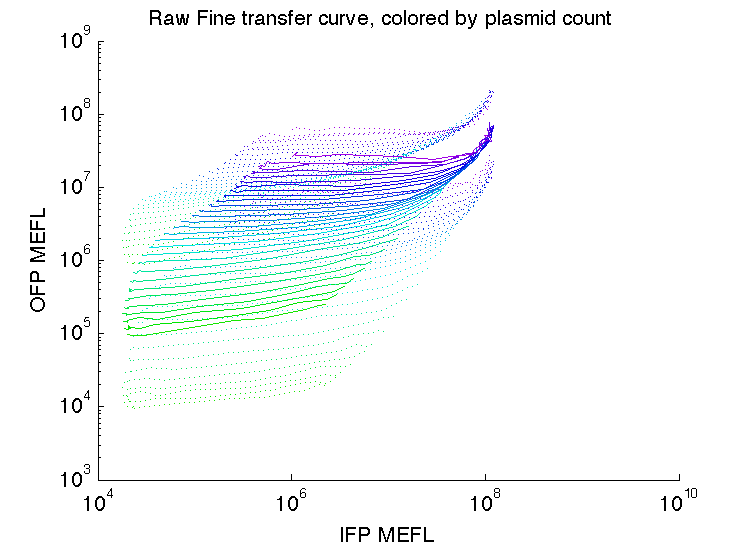 Raw Fine transfer curve, colored by plasmid count
10^9
10^8
10^7
10^6
10^5
10^4
10^3
OFP MEFL
10^4 10^6 10^8 10^10
IFP MEFL